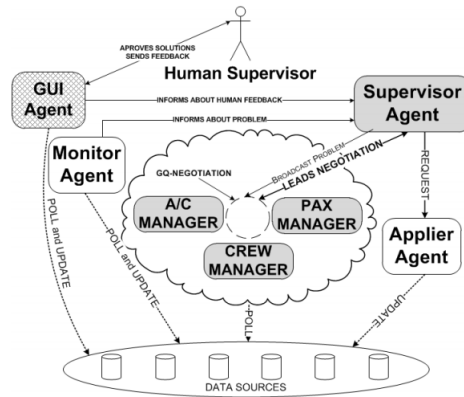 APROVES SOLUTIONS
SENDS FEEDBACK
Human Supervisor
GUI
Agent
INFORMS ABOUT HUMAN FEEDBACK
Supervisor
Agent
INFORMS ABOUT PROBLEM
Monitor
Agent
BROADCAST PROBLEM
LEADS NEGOTIATION
REQUEST
GQ-NEGOTIATION
A/C
MANAGER
PAX
MANAGER
CREW
MANAGER
Applier
Agent
POLL and UPDATE
POLL and UPDATE
POLL
UPDATE
DATA SOURCES